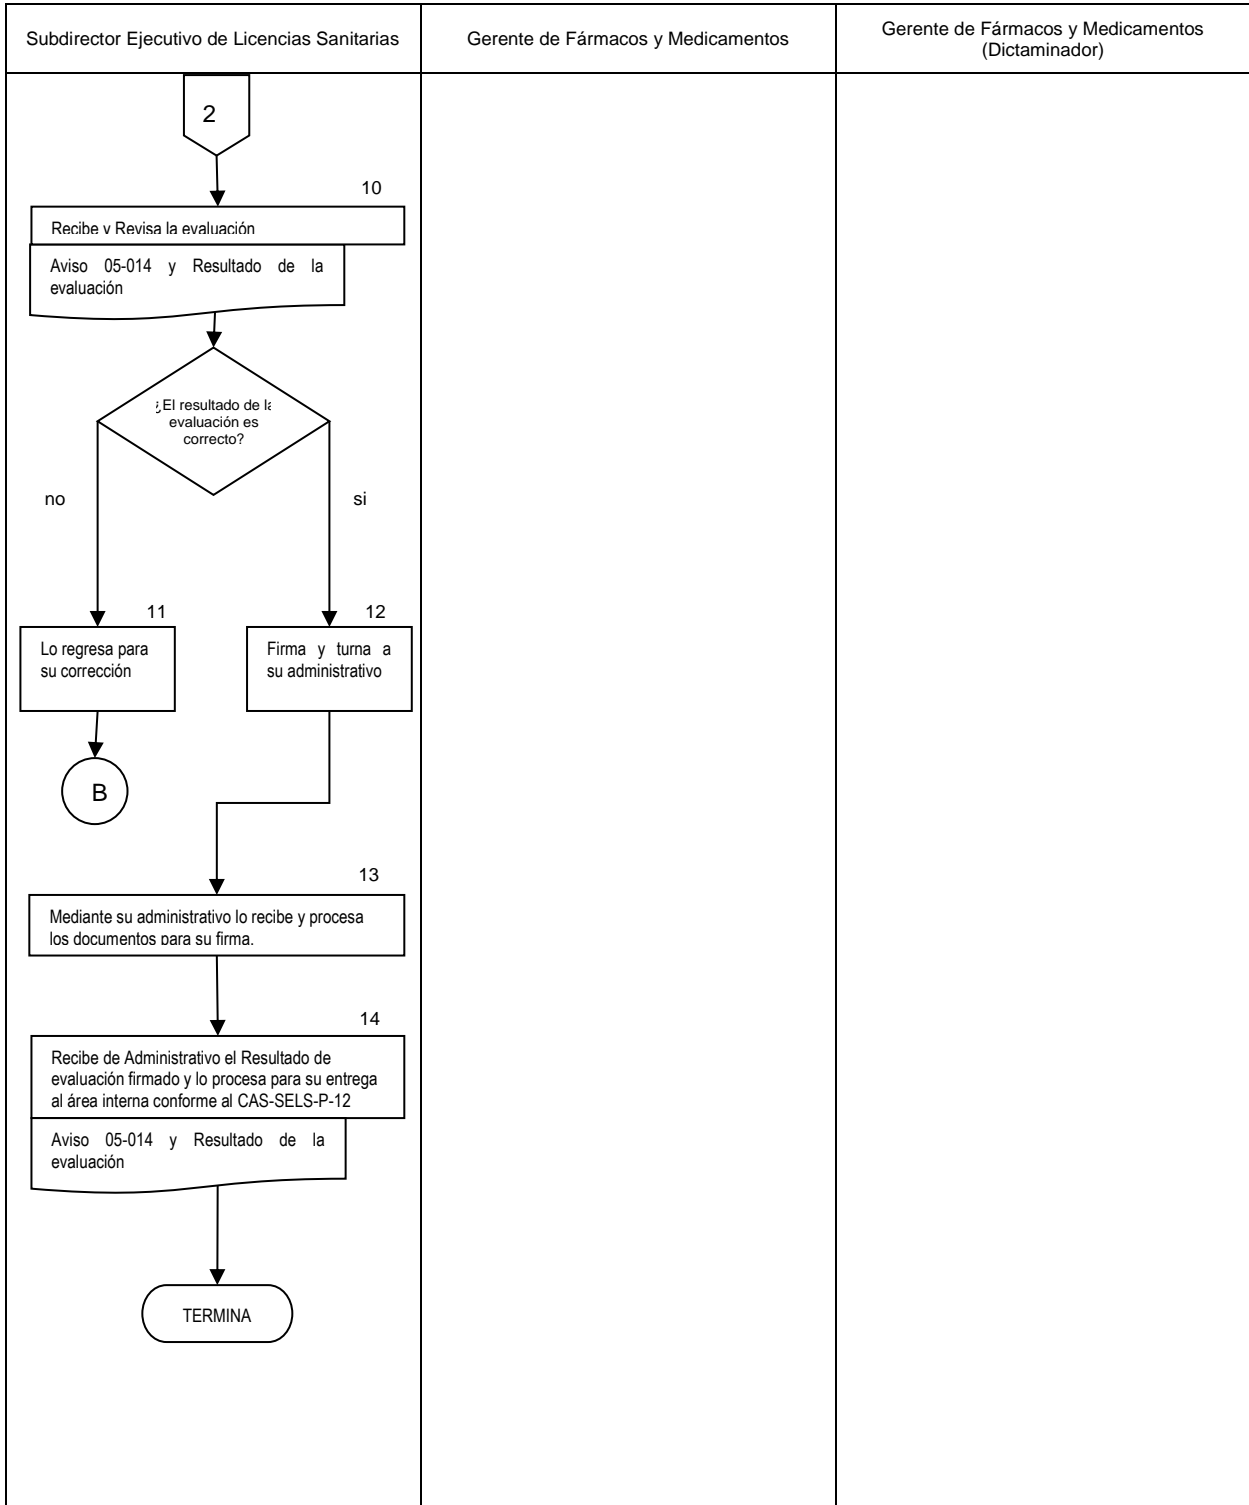 Subdirector Ejecutivo de Licencias Sanitarias
Gerente de Fármacos y Medicamentos
Gerente de Fármacos y Medicamentos
(Dictaminador)
2
10
Recibe y Revisa la evaluación
Aviso 05-014 y Resultado de la
evaluación
¿El resultado de la
evaluación es
correcto?
no
si
11
Lo regresa para
su corrección
12
Firma y turna a
su administrativo
B
13
Mediante su administrativo lo recibe y procesa
los documentos para su firma.
14
Recibe de Administrativo el Resultado de
evaluación firmado y lo procesa para su entrega
al área interna conforme al CAS-SELS-P-12
Aviso 05-014 y Resultado de la
evaluación
TERMINA